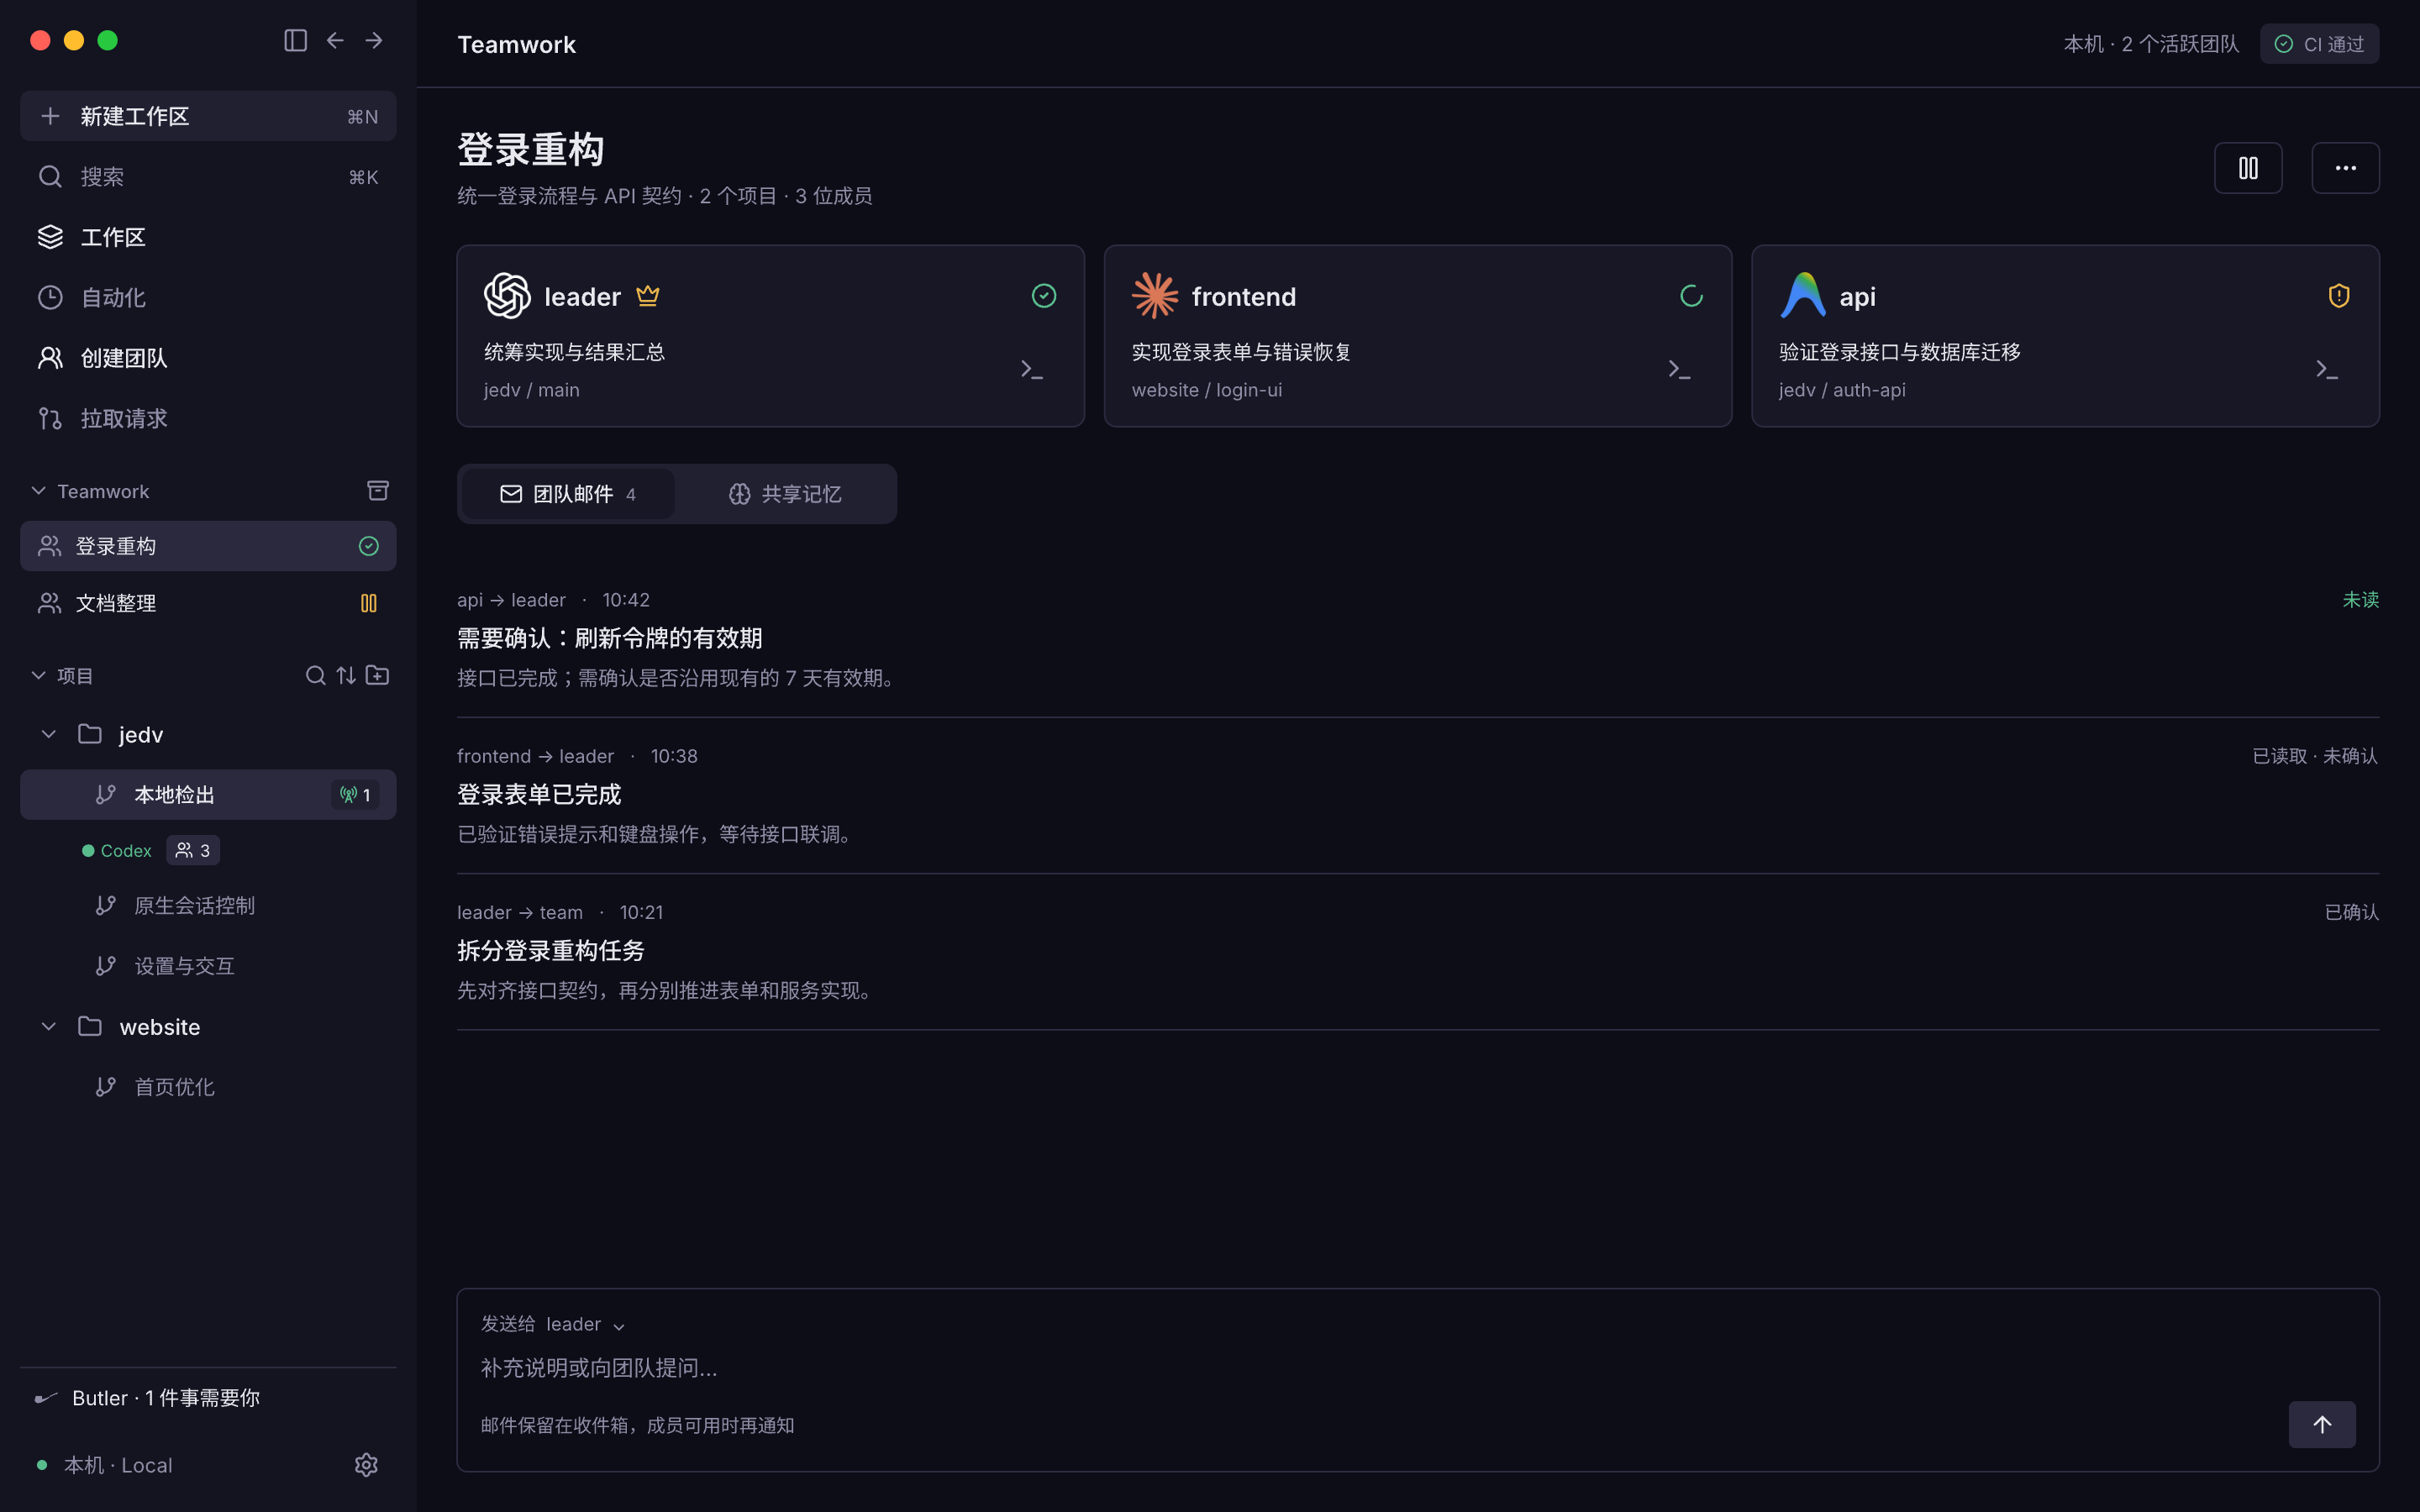 新建工作区 ⌘N
搜索 ⌘K
工作区
自动化
创建团队
拉取请求
Teamwork
登录重构
文档整理
项目
jedv
本地检出 1
Codex 3
原生会话控制
设置与交互
website
首页优化
Butler · 1 件事需要你
本机 · Local
Teamwork
本机 · 2 个活跃团队 CI 通过
登录重构
统一登录流程与 API 契约 · 2 个项目 · 3 位成员
leader
统筹实现与结果汇总
jedv / main
frontend
实现登录表单与错误恢复
website / login-ui
api
验证登录接口与数据库迁移
jedv / auth-api
团队邮件 4 共享记忆
api → leader · 10:42 未读
需要确认：刷新令牌的有效期
接口已完成；需确认是否沿用现有的 7 天有效期。
frontend → leader · 10:38 已读取 · 未确认
登录表单已完成
已验证错误提示和键盘操作，等待接口联调。
leader → team · 10:21 已确认
拆分登录重构任务
先对齐接口契约，再分别推进表单和服务实现。
发送给 leader
补充说明或向团队提问...
邮件保留在收件箱，成员可用时再通知